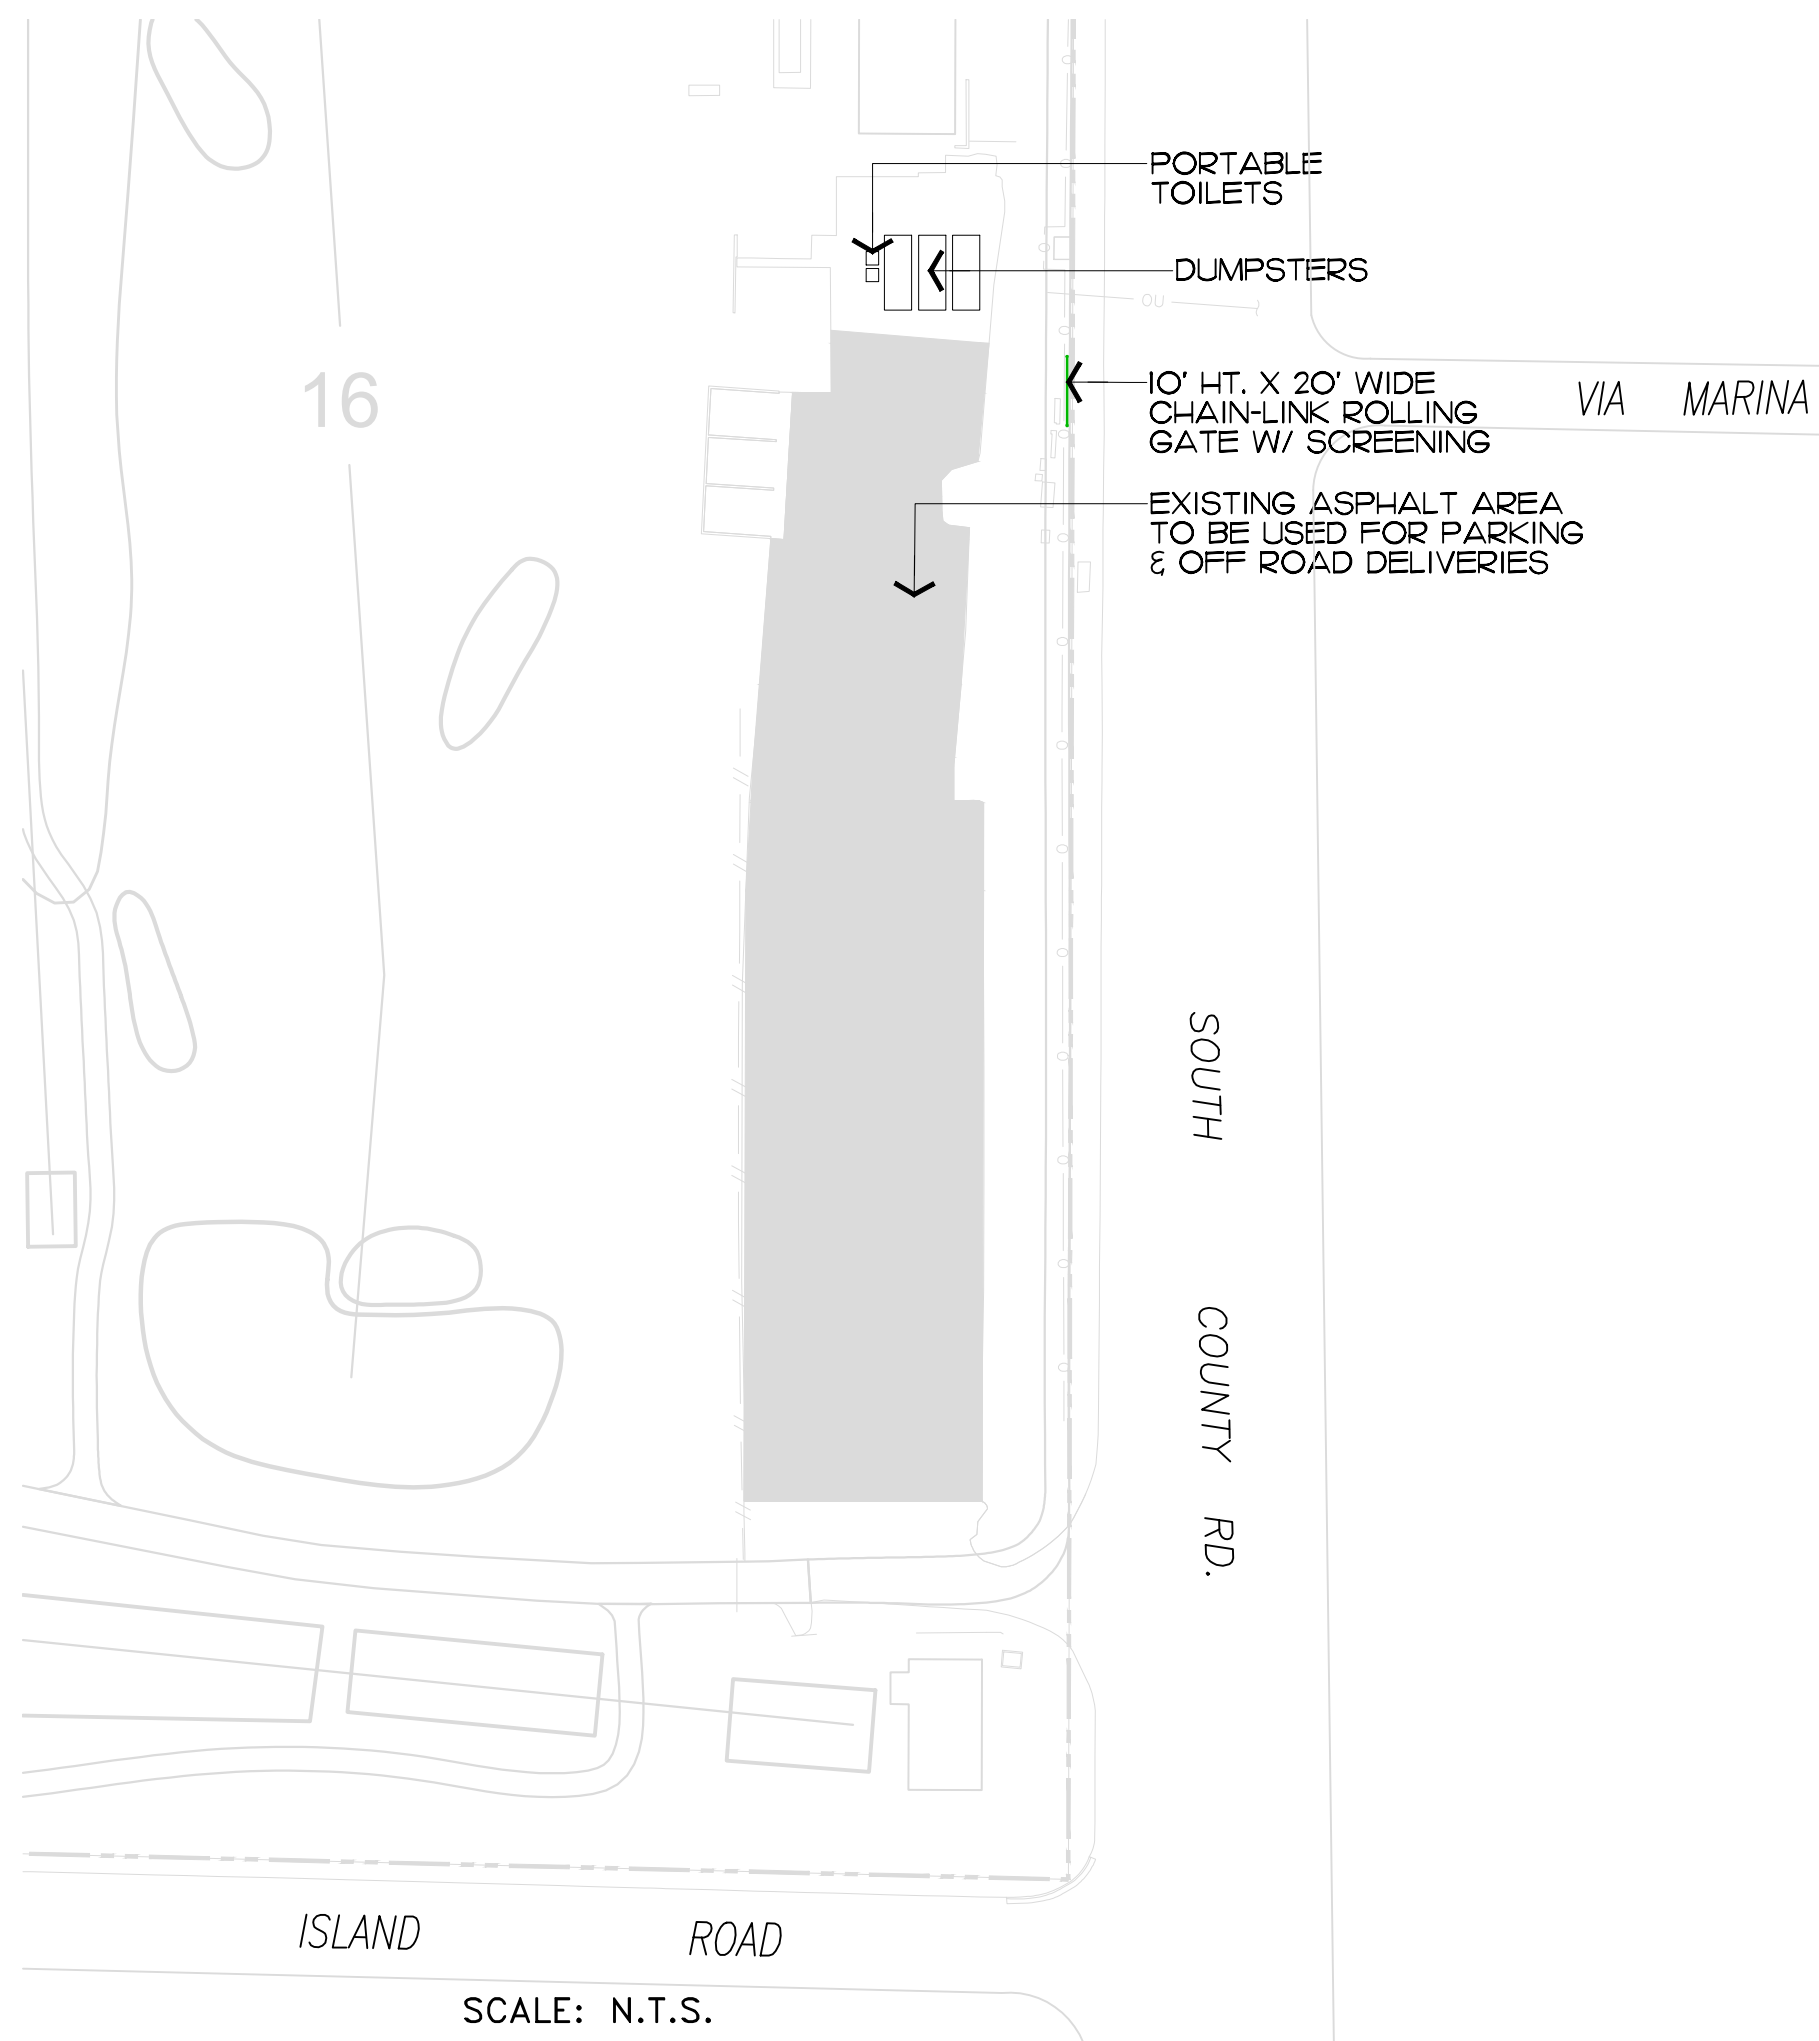 PORTABLE
TOILETS
DUMPSTERS
OU
10' HT. X 20' WIDE
CHAIN-LINK ROLLING
GATE W/ SCREENING
VIA MARINA
16
EXISTING ASPHALT AREA
TO BE USED FOR PARKING
& OFF ROAD DELIVERIES
SOUTH COUNTY RD.
ISLAND ROAD
SCALE: N.T.S.